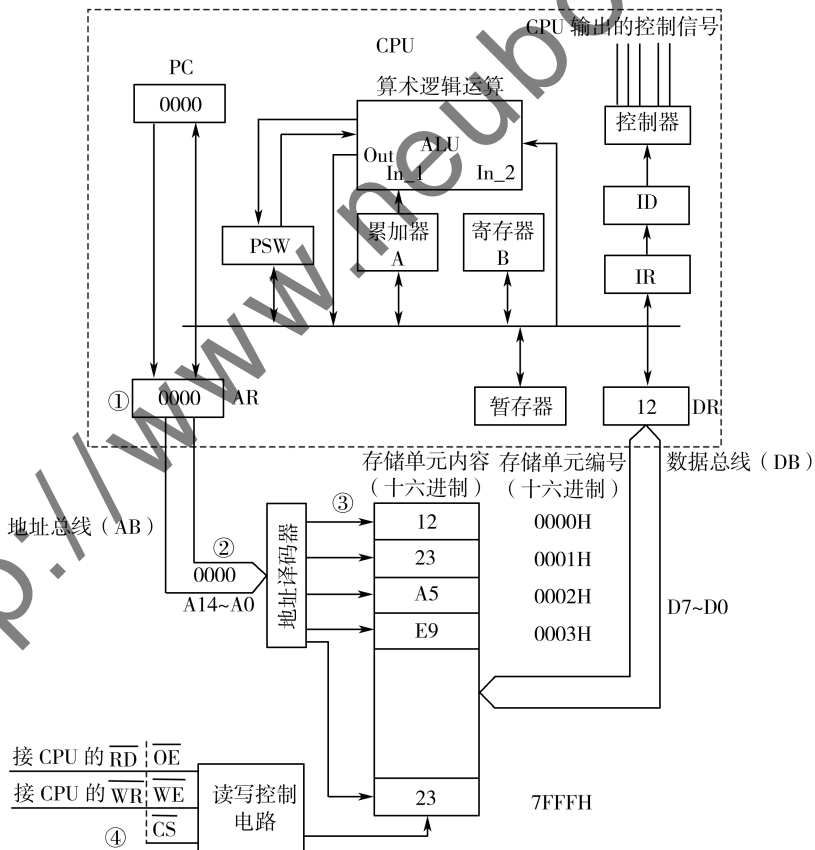 CPU 输出的控制信号
CPU
PC
0000
算术逻辑运算
ALU
Out
In_1
In_2
控制器
ID
IR
PSW
累加器
A
寄存器
B
① 0000 AR
暂存器
12 DR
存储单元内容 存储单元编号
(十六进制) (十六进制)
数据总线(DB)
地址总线(AB)
②
0000
A14~A0
地址译码器
③
12 0000H
23 0001H
A5 0002H
E9 0003H
D7~D0
23 7FFFH
接 CPU 的 R̅D̅ O̅E̅
接 CPU 的 W̅R̅ W̅E̅
④ C̅S̅
读写控制
电路
p://www.neubo